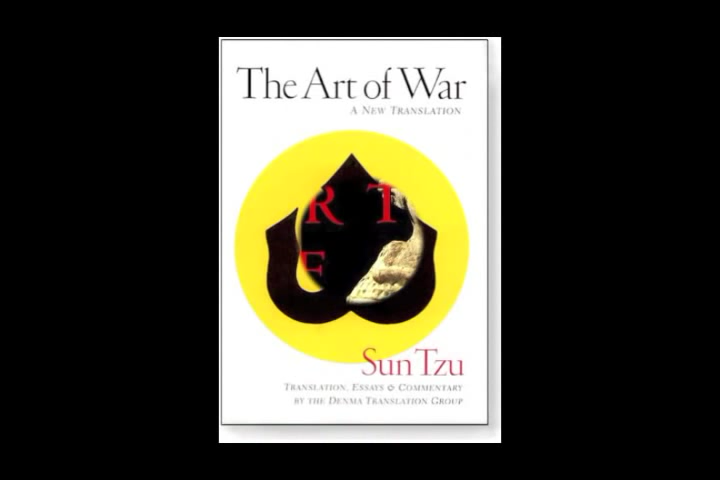 The Art of War
A New Translation
R T
F
Sun Tzu
Translation, Essays & Commentary
by the Denma Translation Group